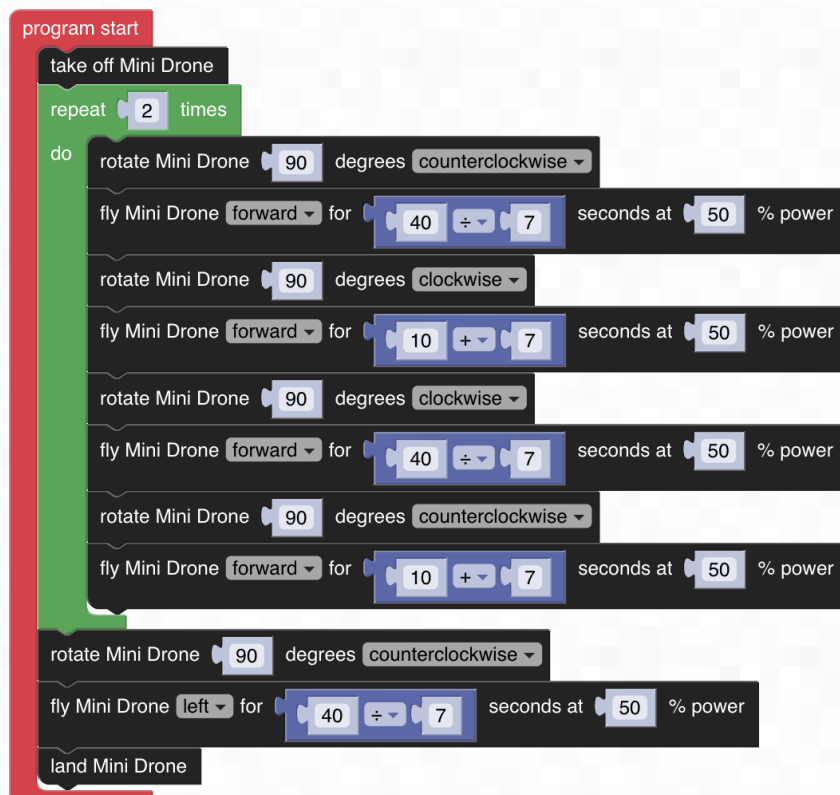 program start
take off Mini Drone
repeat 2 times
do rotate Mini Drone 90 degrees counterclockwise
fly Mini Drone forward for 40 ÷ 7 seconds at 50 % power
rotate Mini Drone 90 degrees clockwise
fly Mini Drone forward for 10 + 7 seconds at 50 % power
rotate Mini Drone 90 degrees clockwise
fly Mini Drone forward for 40 ÷ 7 seconds at 50 % power
rotate Mini Drone 90 degrees counterclockwise
fly Mini Drone forward for 10 + 7 seconds at 50 % power
rotate Mini Drone 90 degrees counterclockwise
fly Mini Drone left for 40 ÷ 7 seconds at 50 % power
land Mini Drone